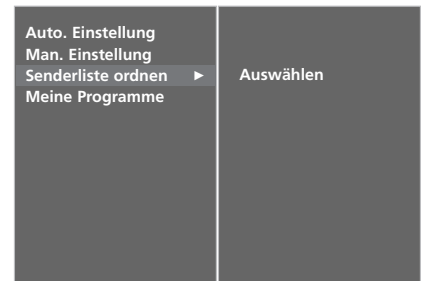 Auto. Einstellung
Man. Einstellung
Senderliste ordnen ►
Auswählen
Meine Programme